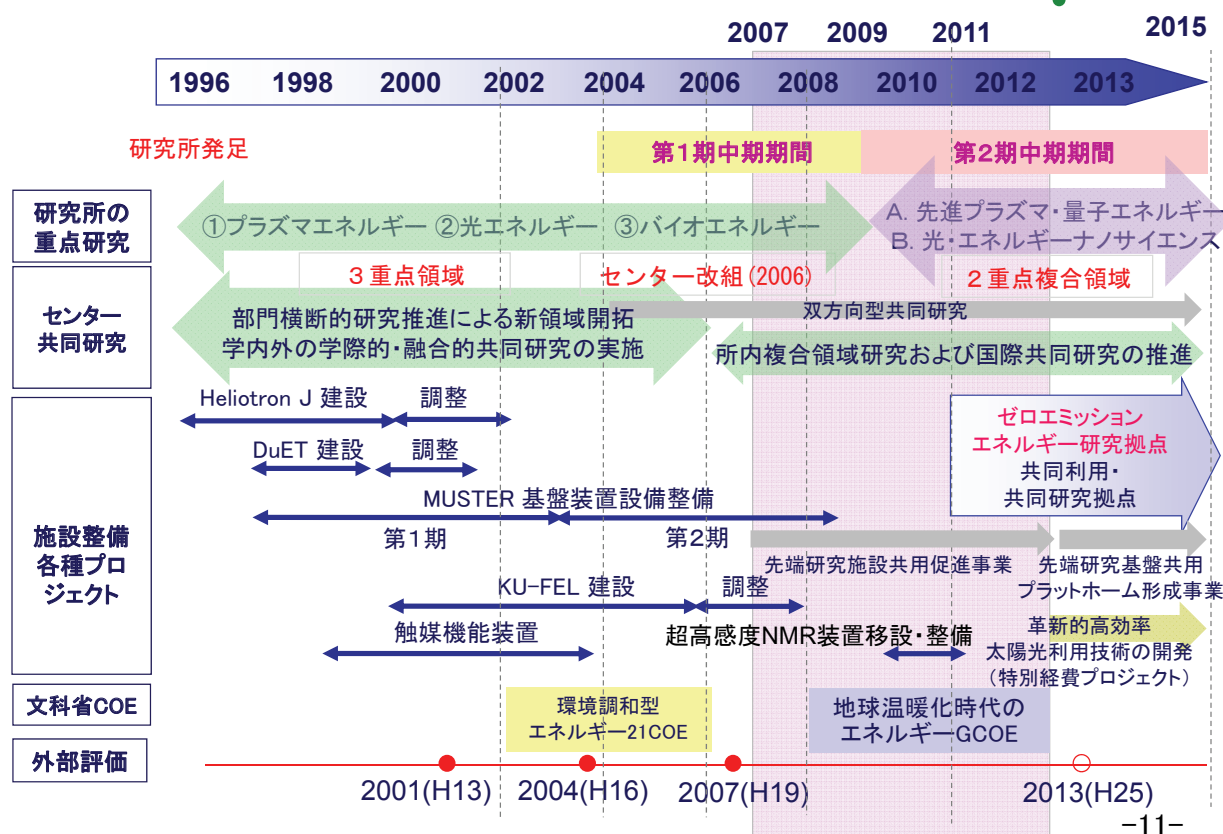 2007 2009 2011 2015
1996 1998 2000 2002 2004 2006 2008 2010 2012 2013
研究所発足
第1期中期期間
第2期中期期間
研究所の
重点研究
①プラズマエネルギー ②光エネルギー ③バイオエネルギー
A. 先進プラズマ・量子エネルギー
B. 光・エネルギーナノサイエンス
3重点領域
センター改組(2006)
2重点複合領域
センター
共同研究
双方向型共同研究
部門横断的研究推進による新領域開拓
学内外の学際的・融合的共同研究の実施
所内複合領域研究および国際共同研究の推進
施設整備
各種プロ
ジェクト
Heliotron J 建設
調整
DuET 建設
調整
MUSTER 基盤装置設備整備
第1期
第2期
ゼロエミッション
エネルギー研究拠点
共同利用・
共同研究拠点
先端研究施設共用促進事業
先端研究基盤共用
プラットホーム形成事業
KU-FEL 建設
調整
触媒機能装置
超高感度NMR装置移設・整備
革新的高効率
太陽光利用技術の開発
(特別経費プロジェクト)
文科省COE
環境調和型
エネルギー21COE
地球温暖化時代の
エネルギーGCOE
外部評価
2001(H13)
2004(H16)
2007(H19)
2013(H25)
-11-